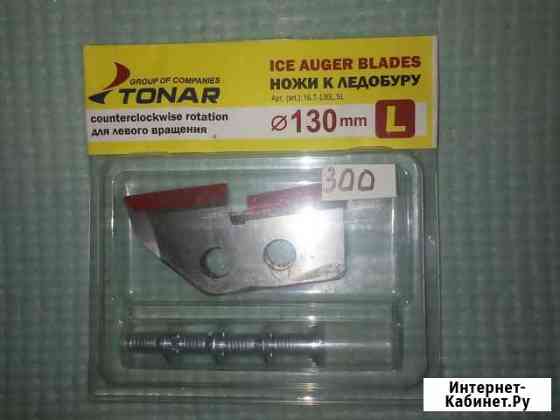 GROUP OF COMPANIES
TONAR
counterclockwise rotation
для левого вращения
ICE AUGER BLADES
НОЖИ К ЛЕДОБУРУ
ø130mm L
300
Интернет-
Кабинет.Ру